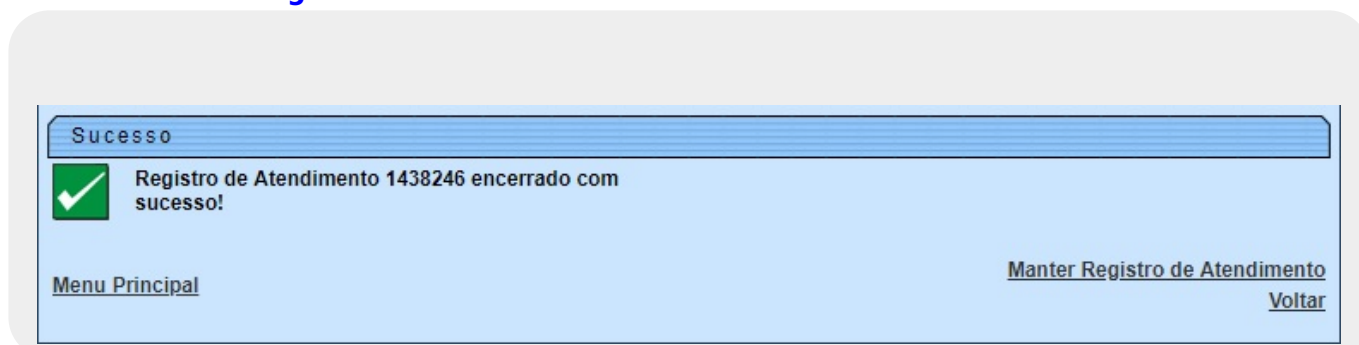 Sucesso
Registro de Atendimento 1438246 encerrado com
sucesso!
Manter Registro de Atendimento
Menu Principal
Voltar